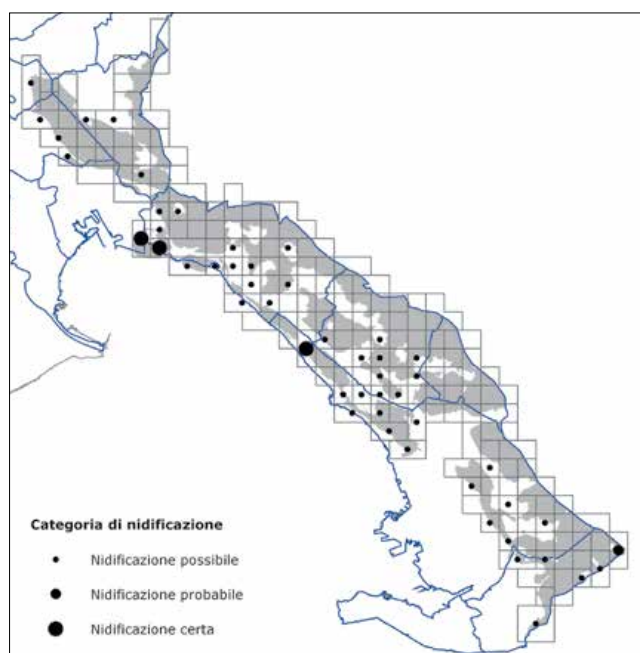 Categoria di nidificazione
Nidificazione possibile
Nidificazione probabile
Nidificazione certa